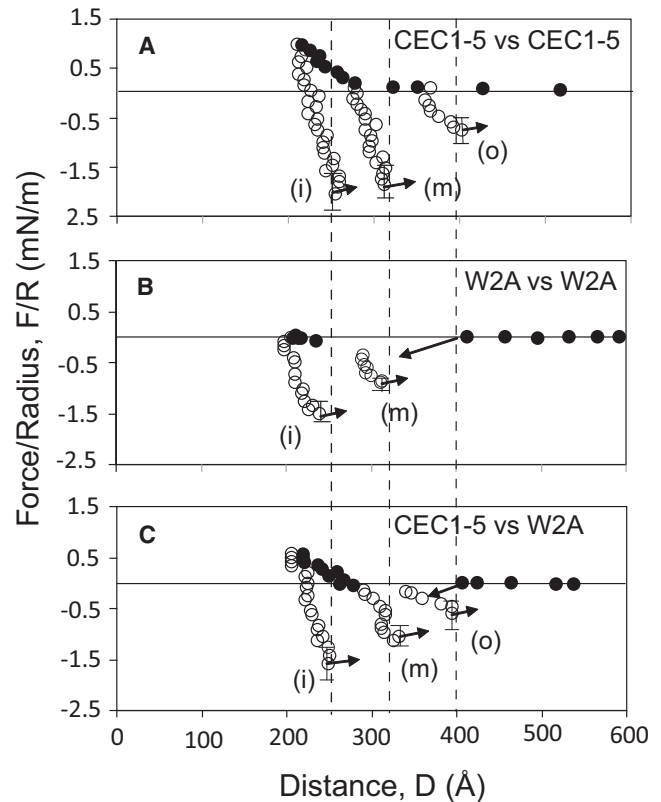 A
CEC1-5 vs CEC1-5
1.5
0.5
-0.5
-1.5
2.5
(i)
(m)
(o)
B
W2A vs W2A
1.5
0.5
-0.5
-1.5
-2.5
(i)
(m)
C
CEC1-5 vs W2A
1.5
0.5
-0.5
-1.5
-2.5
(i)
(m)
(o)
0 100 200 300 400 500 600
Force/Radius, F/R (mN/m)
Distance, D (Å)